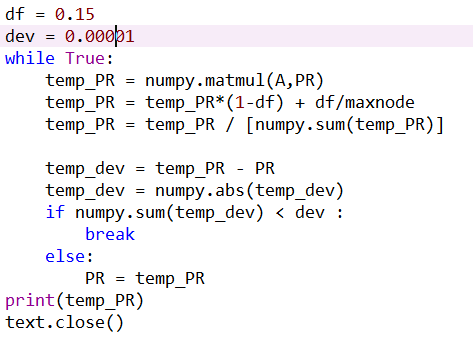 df = 0.15
dev = 0.00001
while True:
    temp_PR = numpy.matmul(A,PR)
    temp_PR = temp_PR*(1-df) + df/maxnode
    temp_PR = temp_PR / [numpy.sum(temp_PR)]

    temp_dev = temp_PR - PR
    temp_dev = numpy.abs(temp_dev)
    if numpy.sum(temp_dev) < dev :
        break
    else:
        PR = temp_PR
print(temp_PR)
text.close()